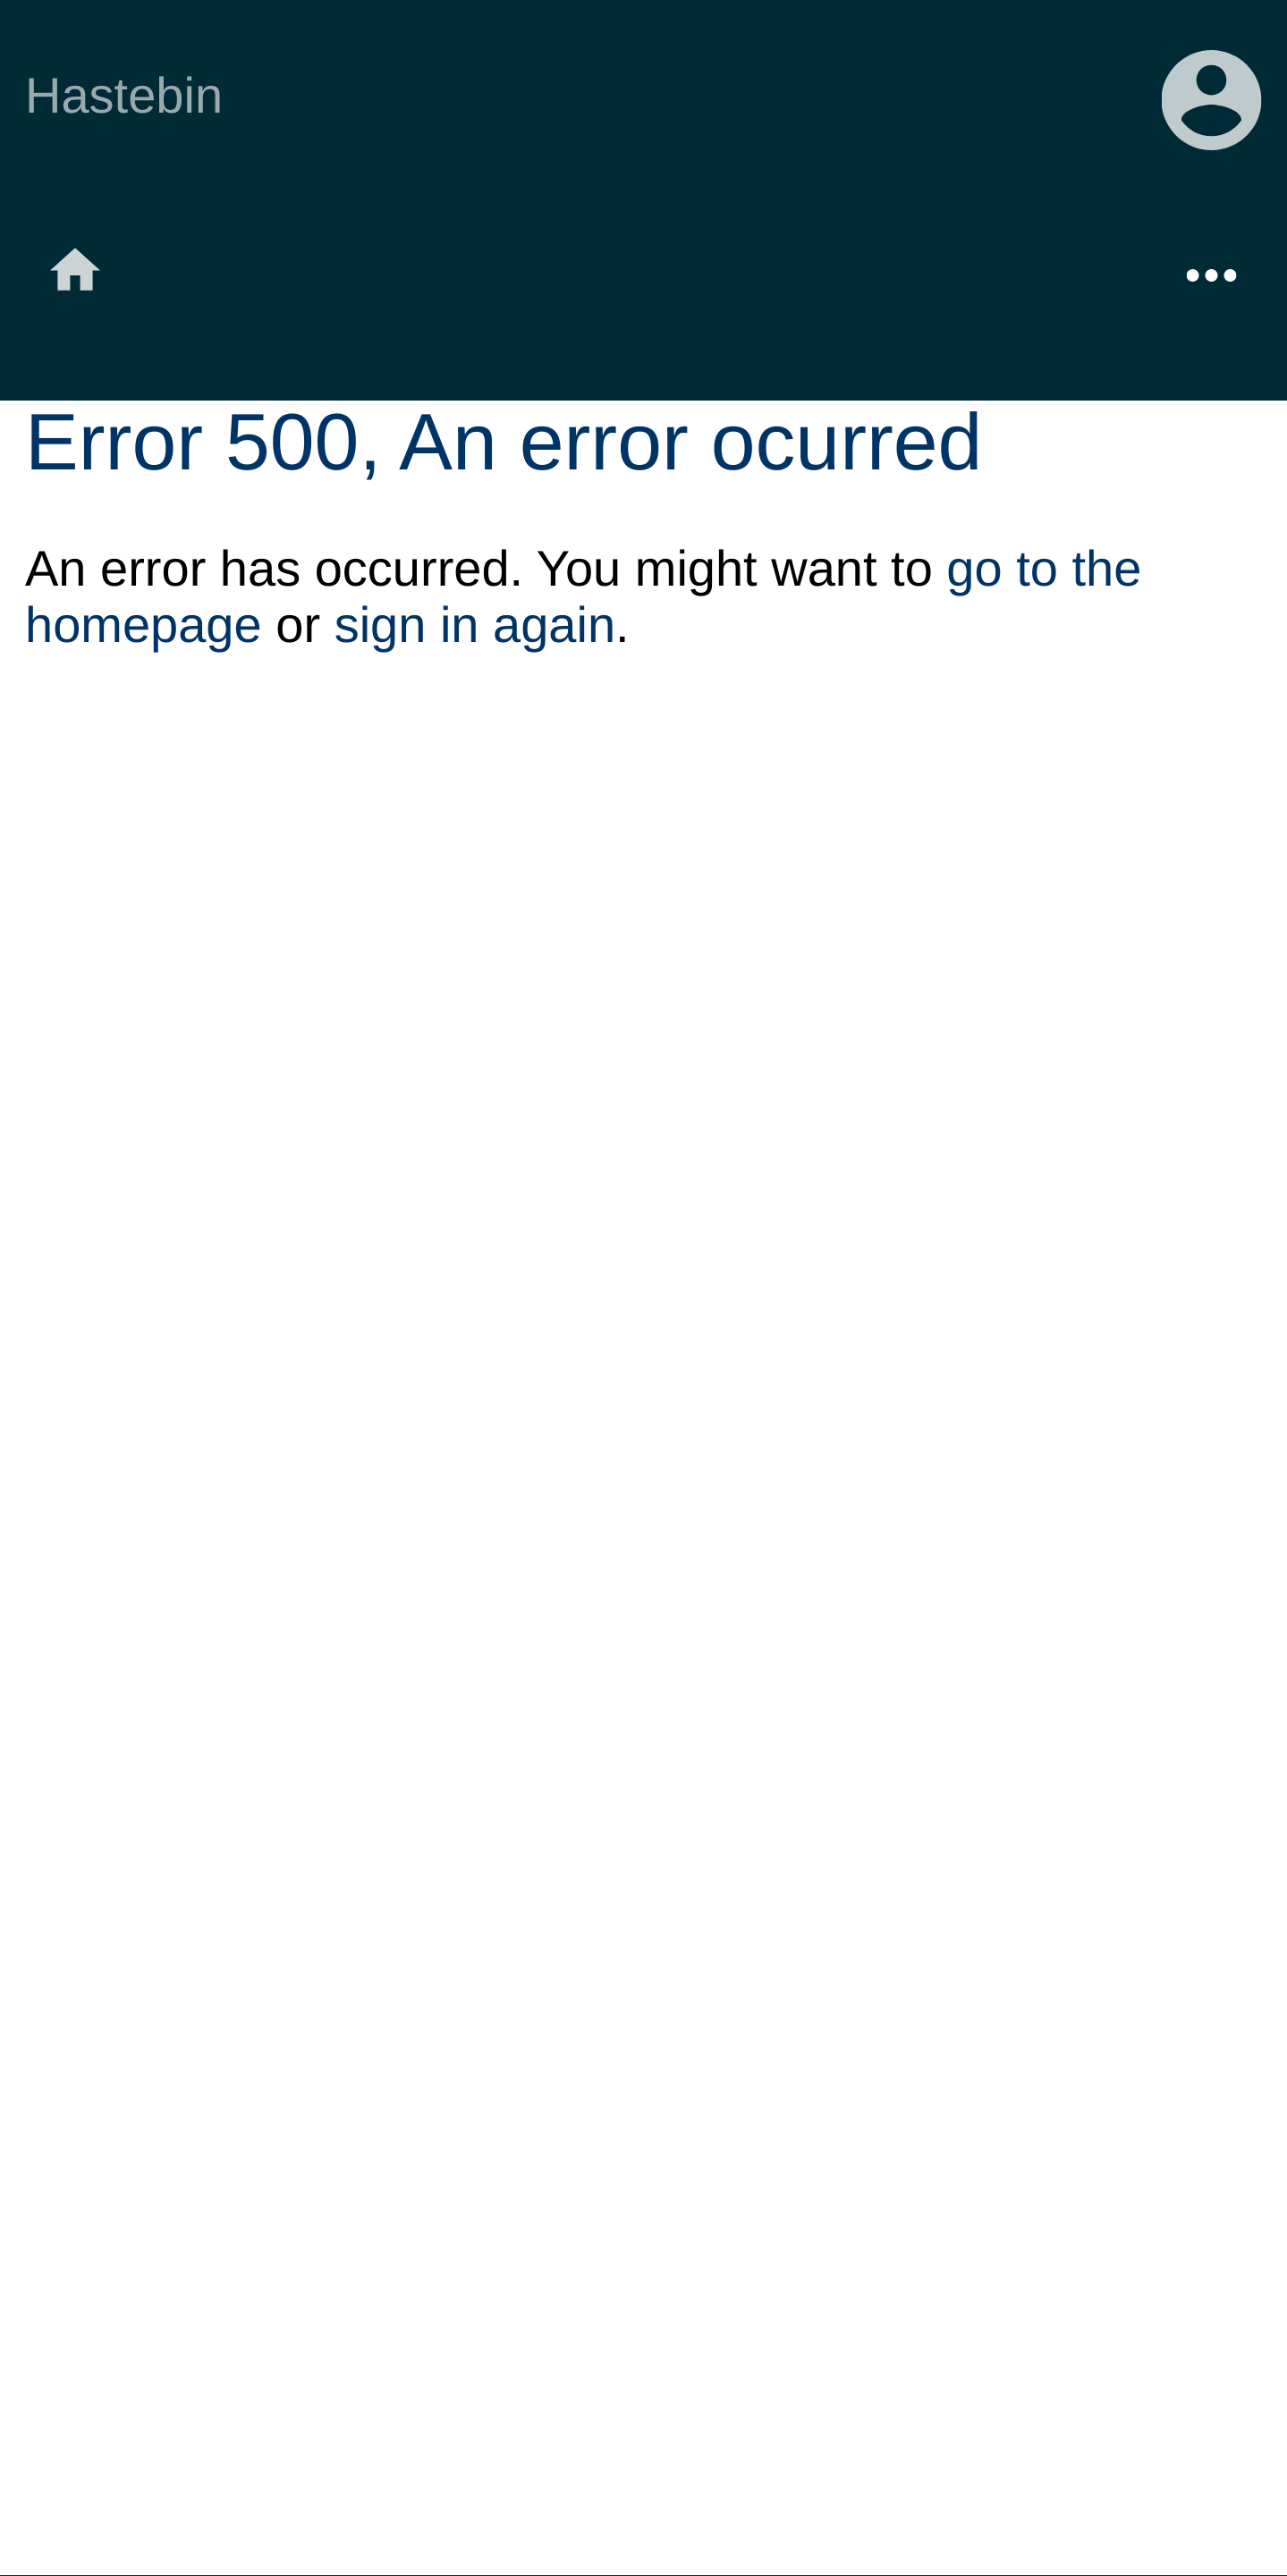 Hastebin
Error 500, An error ocurred
An error has occurred. You might want to go to the
homepage or sign in again.